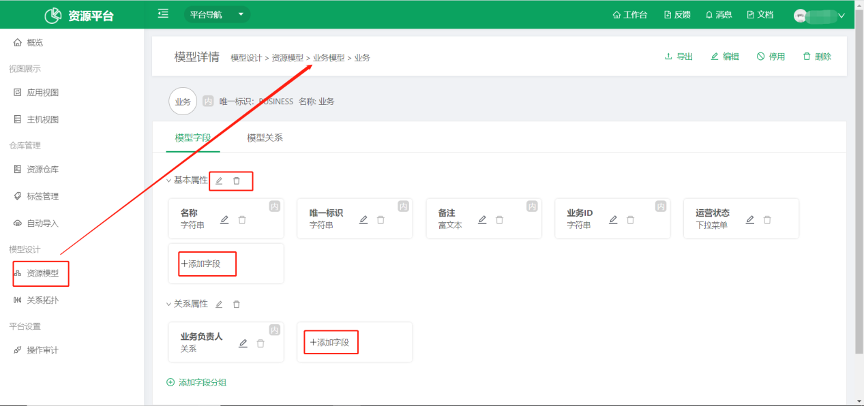 资源平台
平台导航
工作台 反馈 消息 文档
概览
视图展示
应用视图
主机视图
仓库管理
资源仓库
标签管理
自动导入
模型设计
资源模型
关系拓扑
平台设置
操作审计
模型详情 模型设计 > 资源模型 > 业务模型 > 业务
导出 编辑 停用 删除
业务 内 唯一标识: BUSINESS 名称: 业务
模型字段 模型关系
基本属性
名称 内
字符串
唯一标识 内
字符串
备注 内
富文本
业务ID 内
字符串
运营状态
下拉菜单
+添加字段
关系属性
业务负责人 内
关系
+添加字段
添加字段分组